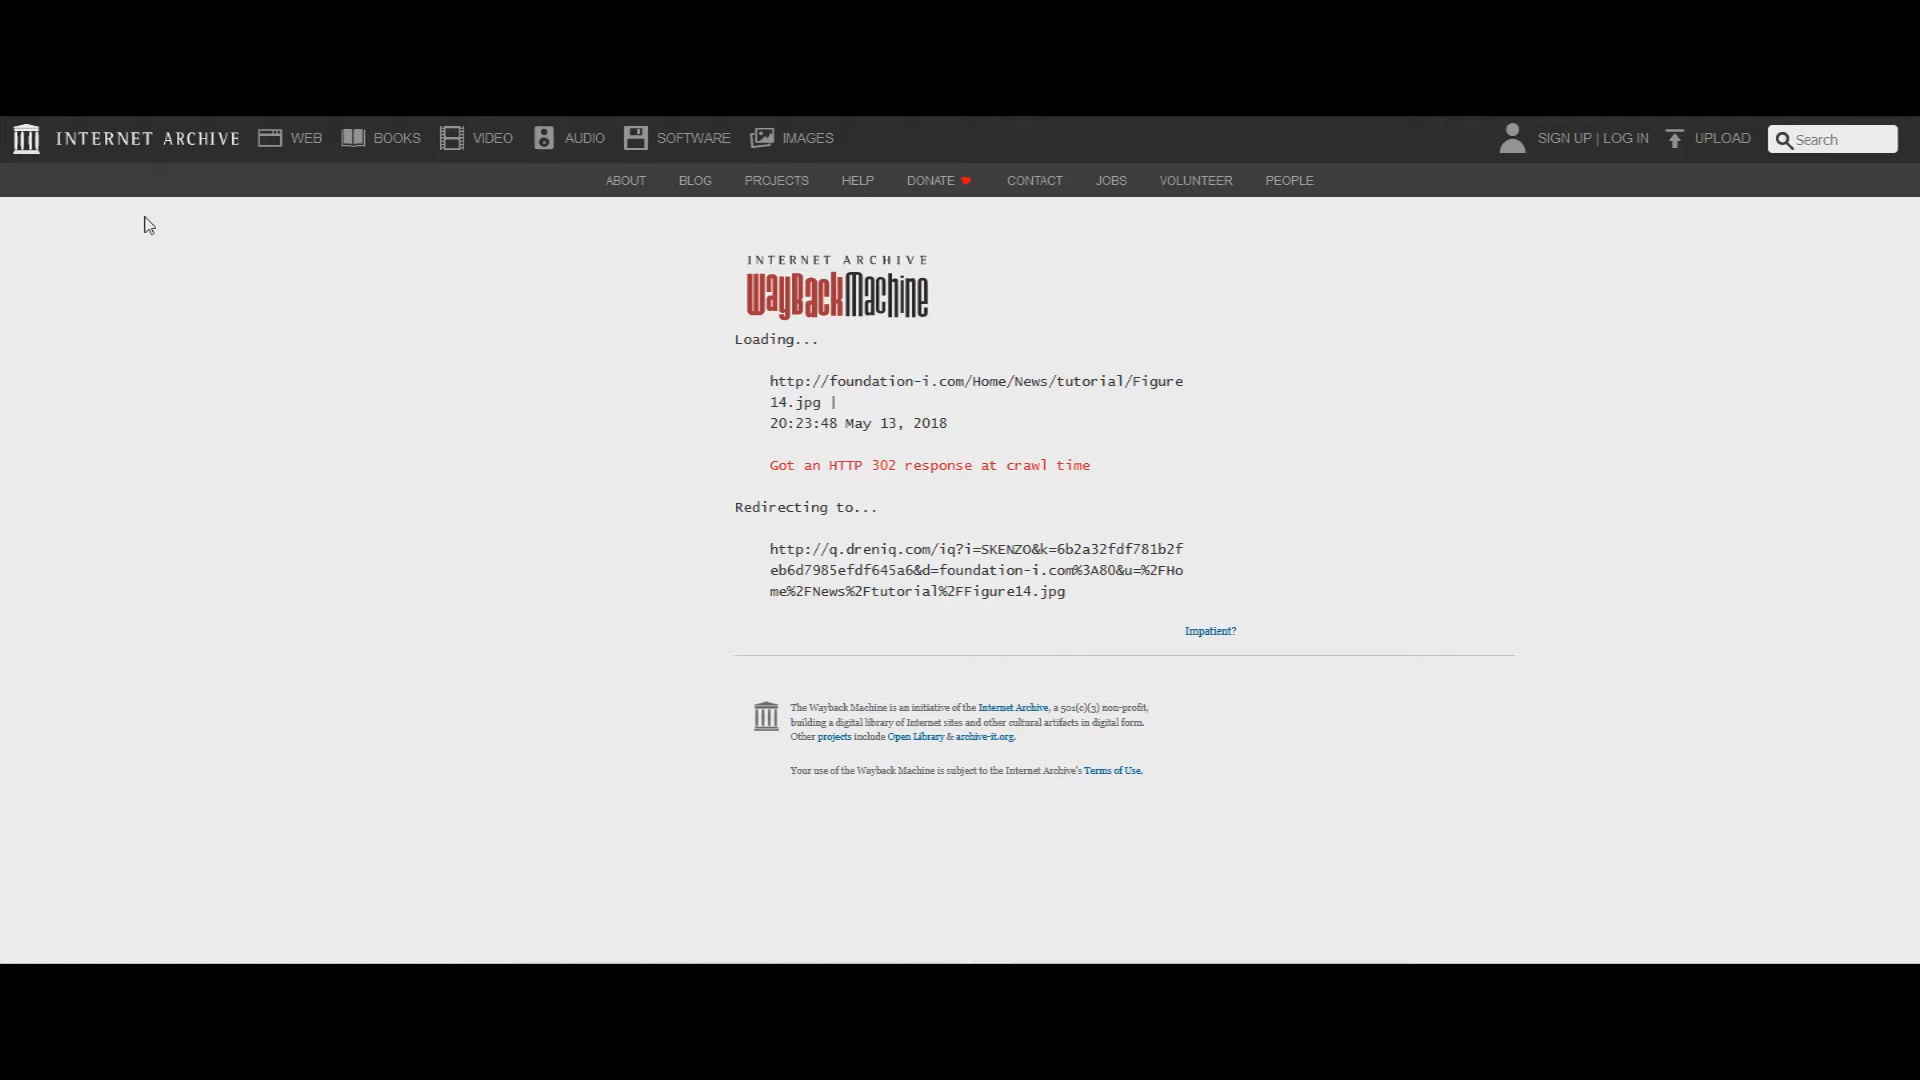 INTERNET ARCHIVE WEB BOOKS VIDEO AUDIO SOFTWARE IMAGES SIGN UP | LOG IN UPLOAD Search
ABOUT BLOG PROJECTS HELP DONATE CONTACT JOBS VOLUNTEER PEOPLE
INTERNET ARCHIVE
WayBackMachine
Loading...
http://foundation-i.com/Home/News/tutorial/Figure
14.jpg |
20:23:48 May 13, 2018
Got an HTTP 302 response at crawl time
Redirecting to...
http://q.dreniq.com/iq?i=SKENZO&k=6b2a32fdf781b2f
eb6d7985efdf645a6&d=foundation-i.com%3A80&u=%2FHo
me%2FNews%2Ftutorial%2FFigure14.jpg
Impatient?
The Wayback Machine is an initiative of the Internet Archive, a 501(c)(3) non-profit,
building a digital library of Internet sites and other cultural artifacts in digital form.
Other projects include Open Library & archive-it.org.
Your use of the Wayback Machine is subject to the Internet Archive's Terms of Use.